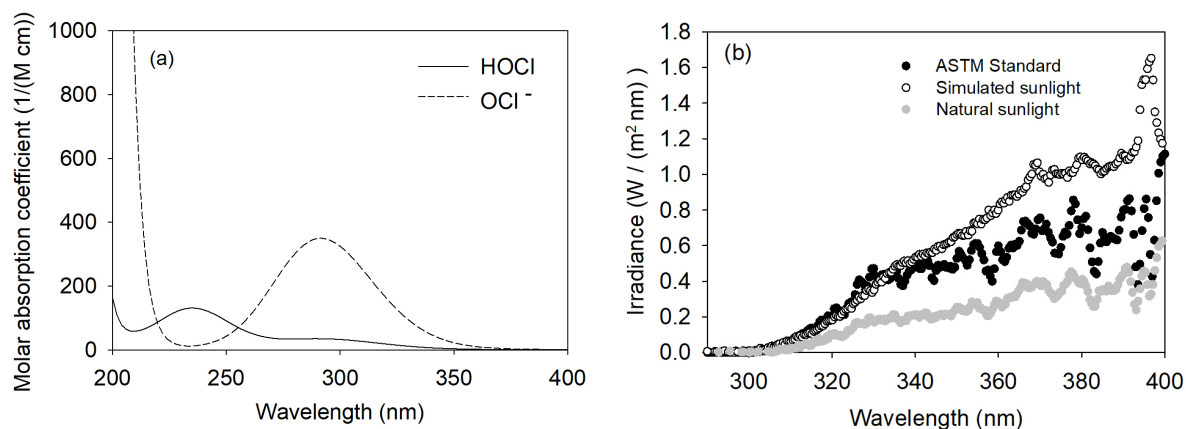 Molar absorption coefficient (1/(M cm))
1000
800
600
400
200
0
(a)
HOCl
OCl -
200
250
300
350
400
Wavelength (nm)
Irradiance (W / (m2 nm) )
1.8
1.6
1.4
1.2
1.0
0.8
0.6
0.4
0.2
0.0
(b)
ASTM Standard
Simulated sunlight
Natural sunlight
300
320
340
360
380
400
Wavelength (nm)